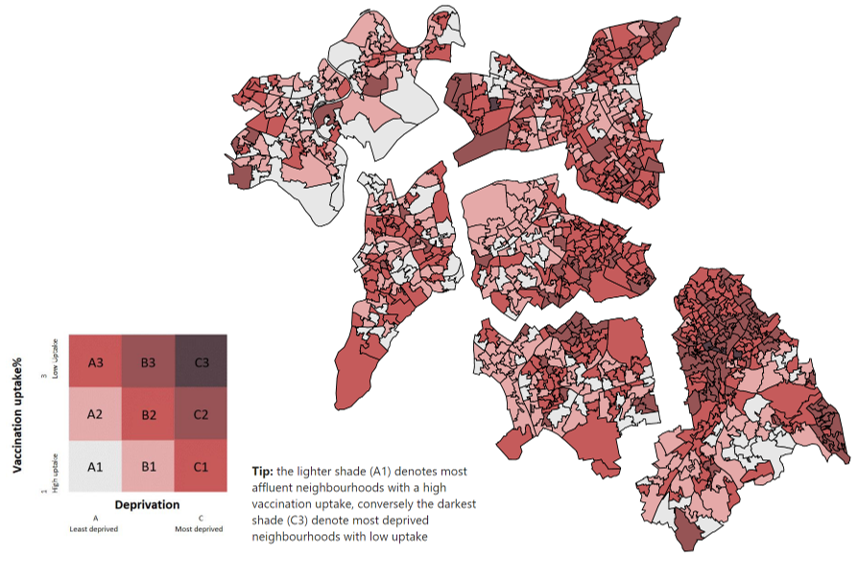 Vaccination uptake%
3
Low Uptake
1
High uptake
A3 B3 C3
A2 B2 C2
A1 B1 C1
Deprivation
A
Least deprived
C
Most deprived
Tip: the lighter shade (A1) denotes most
affluent neighbourhoods with a high
vaccination uptake, conversely the darkest
shade (C3) denote most deprived
neighbourhoods with low uptake